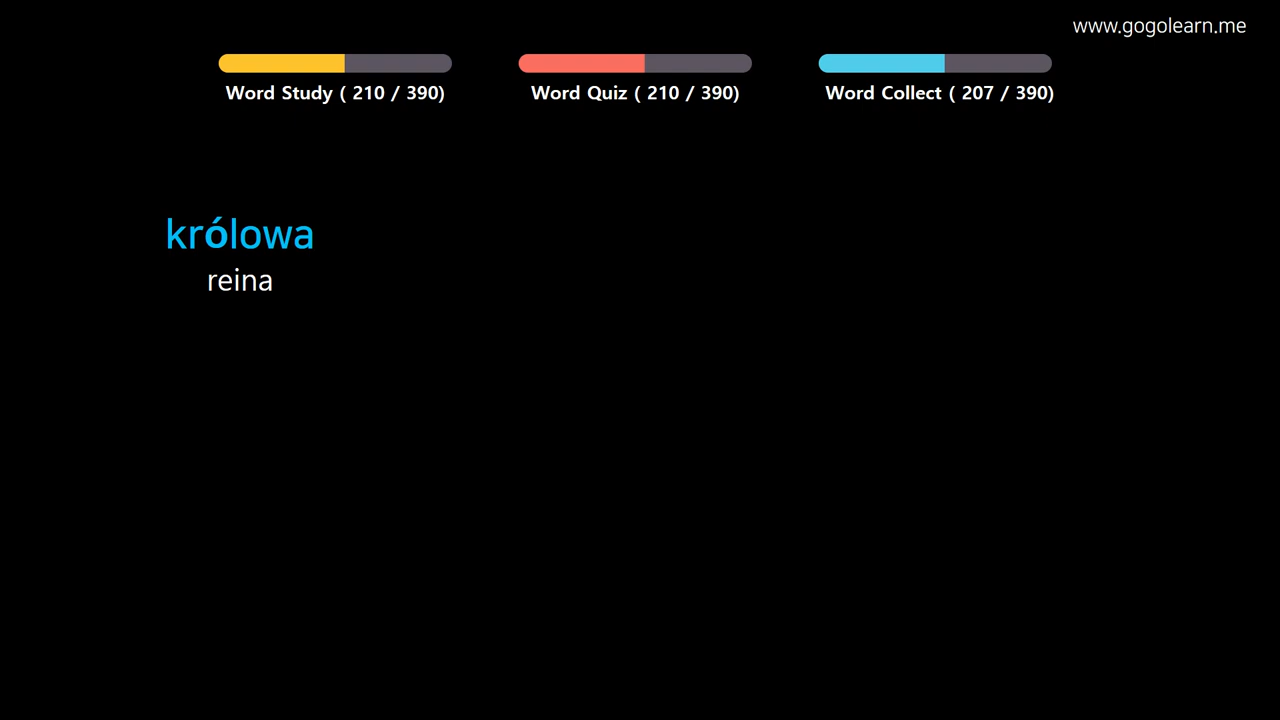 www.gogolearn.me
Word Study ( 210 / 390)
Word Quiz ( 210 / 390)
Word Collect ( 207 / 390)
królowa
reina